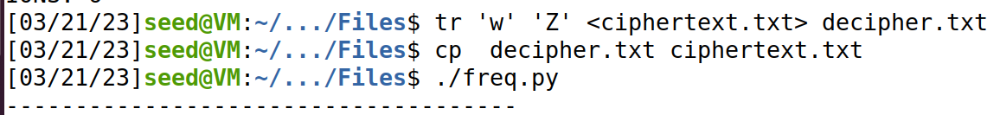 [03/21/23]seed@VM:~/.../Files$ tr 'w' 'Z' <ciphertext.txt> decipher.txt
[03/21/23]seed@VM:~/.../Files$ cp  decipher.txt ciphertext.txt
[03/21/23]seed@VM:~/.../Files$ ./freq.py
-------------------------------------